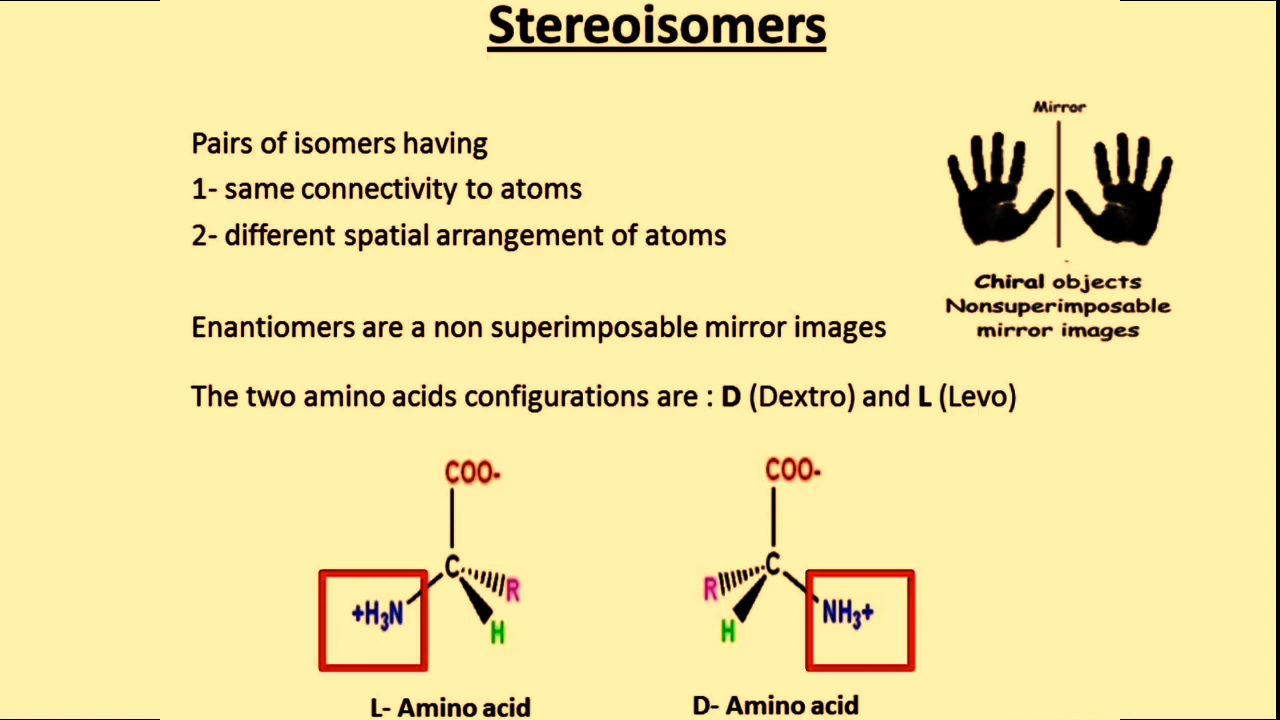 Stereoisomers
Mirror
Pairs of isomers having
1- same connectivity to atoms
2- different spatial arrangement of atoms
Chiral objects
Nonsuperimposable
mirror images
Enantiomers are a non superimposable mirror images
The two amino acids configurations are : D (Dextro) and L (Levo)
COO-
C
R
+H₃N
H
L- Amino acid
COO-
C
R
NH₃+
H
D- Amino acid